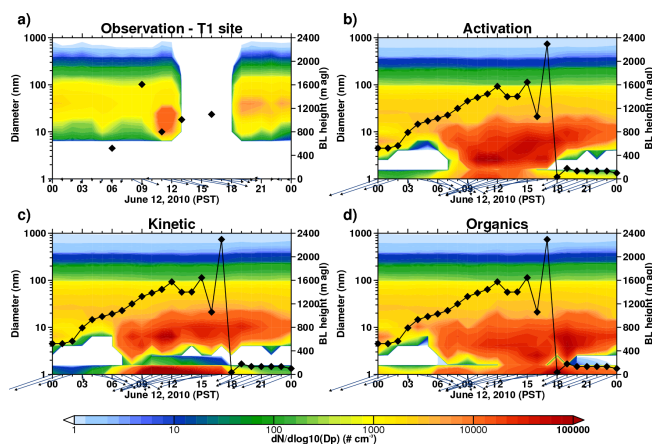 a) Observation - T1 site
1000
100
10
1
Diameter (nm)
2400
2000
1600
1200
800
400
0
BL height (m agl)
00 03 06 09 12 15 18 21 00
June 12, 2010 (PST)
b) Activation
1000
100
10
1
Diameter (nm)
2400
2000
1600
1200
800
400
0
BL height (m agl)
00 03 06 09 12 15 18 21 00
June 12, 2010 (PST)
c) Kinetic
1000
100
10
1
Diameter (nm)
2400
2000
1600
1200
800
400
0
BL height (m agl)
00 03 06 09 12 15 18 21 00
June 12, 2010 (PST)
d) Organics
1000
100
10
1
Diameter (nm)
2400
2000
1600
1200
800
400
0
BL height (m agl)
00 03 06 09 12 15 18 21 00
June 12, 2010 (PST)
1 10 100 1000 10000 100000
dN/dlog10(Dp) (# cm⁻³)